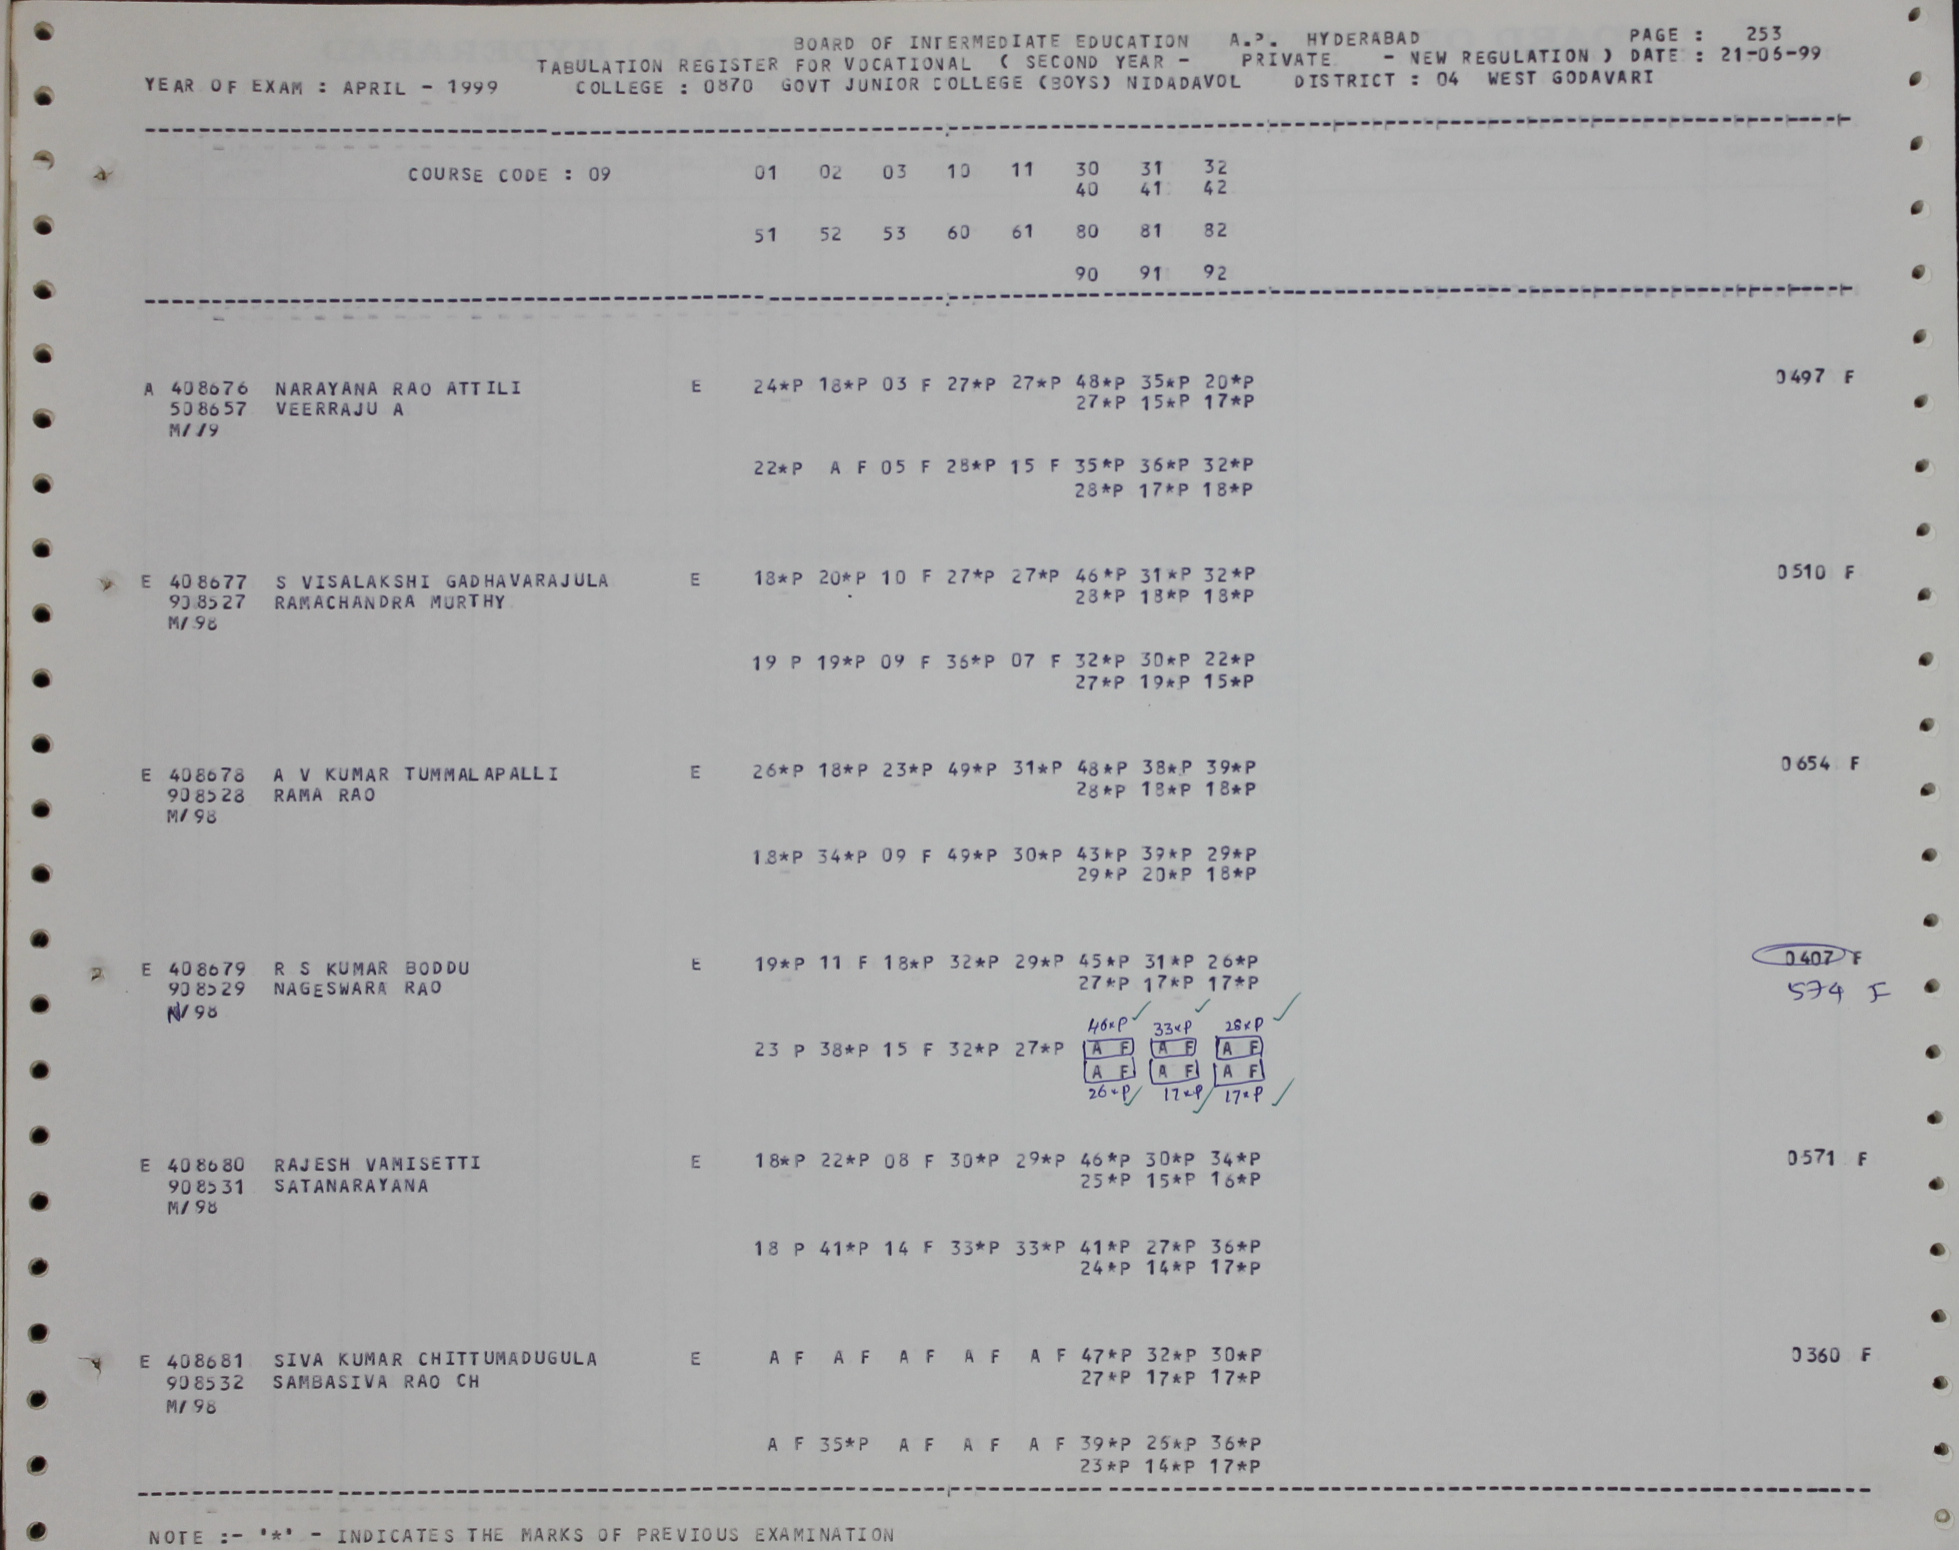 BOARD OF INTERMEDIATE EDUCATION A.P. HYDERABAD PAGE : 253
TABULATION REGISTER FOR VOCATIONAL ( SECOND YEAR - PRIVATE - NEW REGULATION ) DATE : 21-06-99
YEAR OF EXAM : APRIL - 1999 COLLEGE : 0870 GOVT JUNIOR COLLEGE (BOYS) NIDADAVOL DISTRICT : 04 WEST GODAVARI
COURSE CODE : 09 01 02 03 10 11 30 31 32
40 41 42
51 52 53 60 61 80 81 82
90 91 92
A 408676 NARAYANA RAO ATTILI E 24*P 18*P 03 F 27*P 27*P 48*P 35*P 20*P 0497 F
508657 VEERRAJU A 27*P 15*P 17*P
M/
22*P A F 05 F 28*P 15 F 35*P 36*P 32*P
28*P 17*P 18*P
E 408677 S VISALAKSHI GADHAVARAJULA E 18*P 20*P 10 F 27*P 27*P 46*P 31*P 32*P 0510 F
908527 RAMACHANDRA MURTHY 28*P 18*P 18*P
M/98
19 P 19*P 09 F 36*P 07 F 32*P 30*P 22*P
27*P 19*P 15*P
E 408678 A V KUMAR TUMMALAPALLI E 26*P 18*P 23*P 49*P 31*P 48*P 38*P 39*P 0654 F
908528 RAMA RAO 28*P 18*P 18*P
M/98
18*P 34*P 09 F 49*P 30*P 43*P 39*P 29*P
29*P 20*P 18*P
E 408679 R S KUMAR BODDU E 19*P 11 F 18*P 32*P 29*P 45*P 31*P 26*P 0407 F
908529 NAGESWARA RAO 27*P 17*P 17*P 574 F
M/98
46*P 33*P 28*P
23 P 38*P 15 F 32*P 27*P A F A F A F
A F A F A F
26*P 17*P 17*P
E 408680 RAJESH VAMISETTI E 18*P 22*P 08 F 30*P 29*P 46*P 30*P 34*P 0571 F
908531 SATANARAYANA 25*P 15*P 16*P
M/98
18 P 41*P 14 F 33*P 33*P 41*P 27*P 36*P
24*P 14*P 17*P
E 408681 SIVA KUMAR CHITTUMADUGULA E A F A F A F A F A F 47*P 32*P 30*P 0360 F
908532 SAMBASIVA RAO CH 27*P 17*P 17*P
M/98
A F 35*P A F A F A F 39*P 26*P 36*P
23*P 14*P 17*P
NOTE :- '*' - INDICATES THE MARKS OF PREVIOUS EXAMINATION